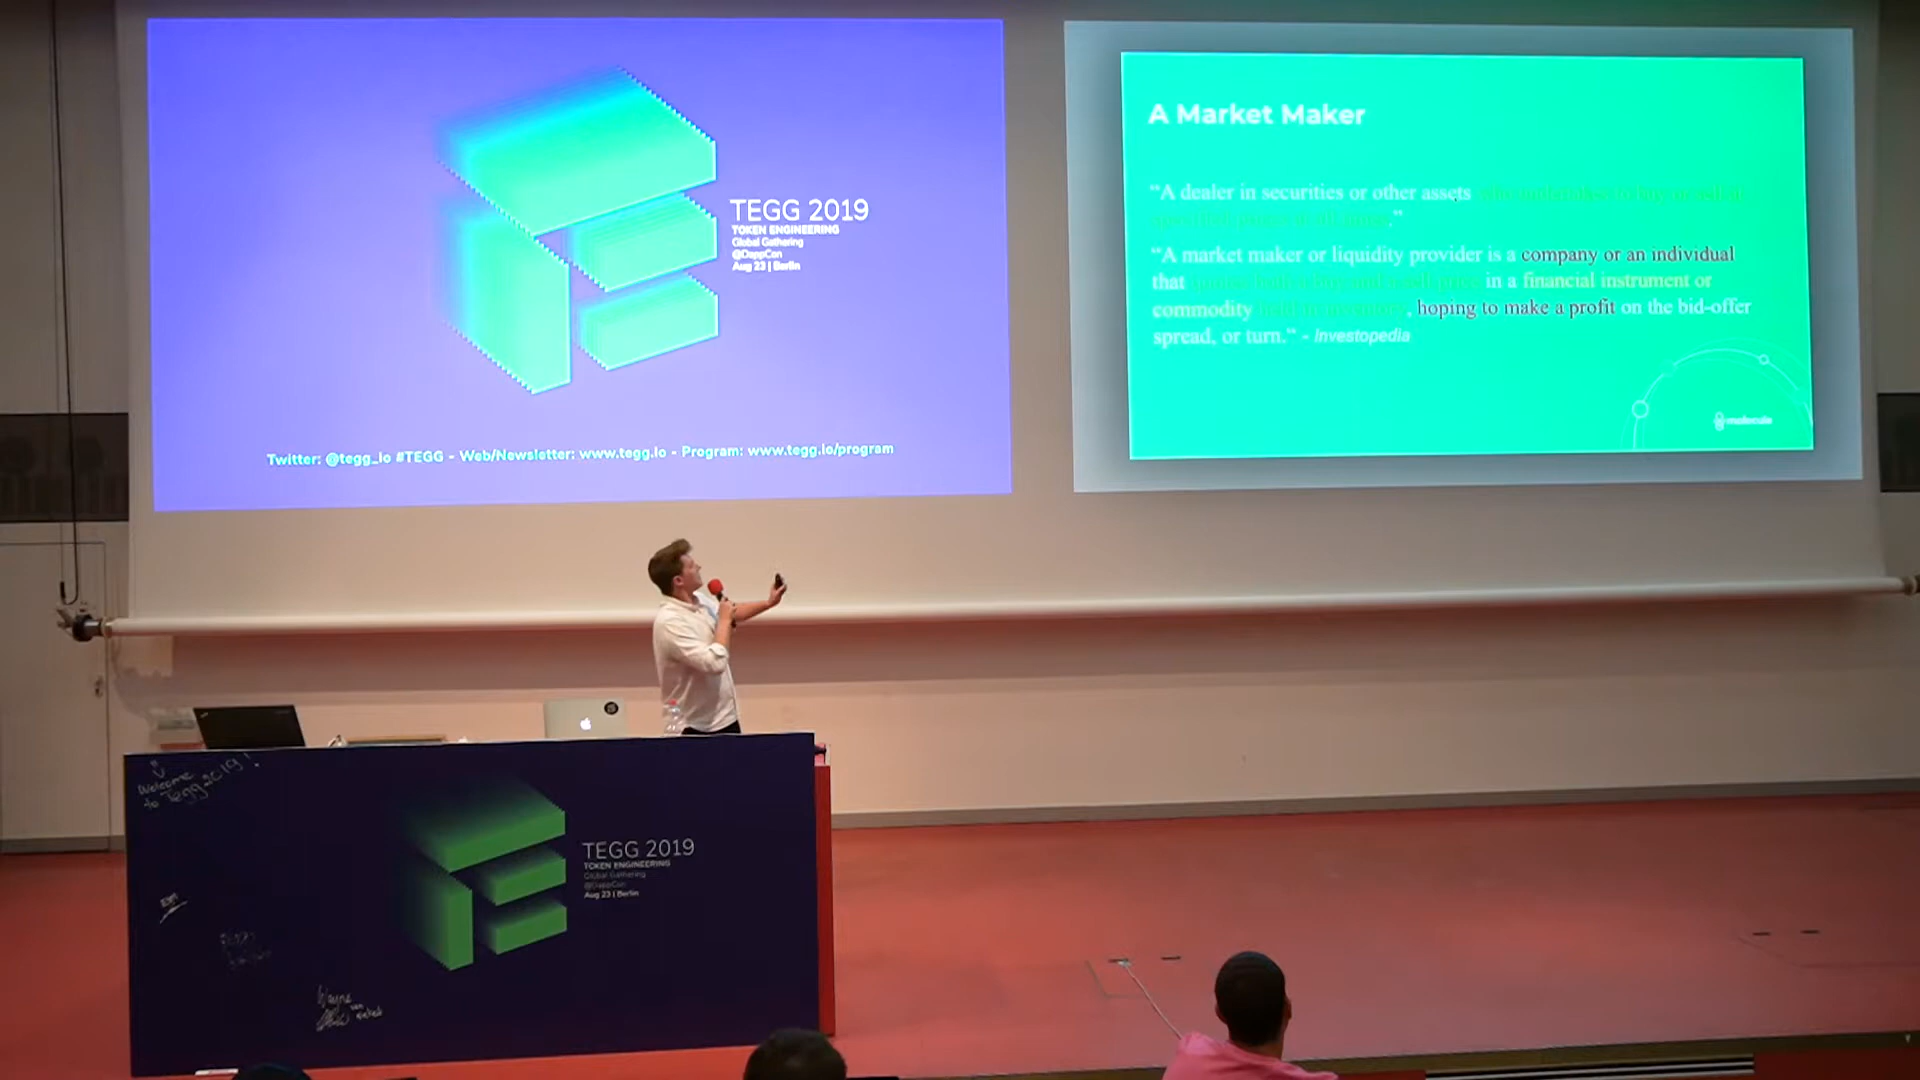 TEGG 2019
TOKEN ENGINEERING
Global Gathering
@DappCon
Aug 23 | Berlin
Twitter: @tegg_io #TEGG - Web/Newsletter: www.tegg.io - Program: www.tegg.io/program
A Market Maker
“A dealer in securities or other assets
”
“A market maker or liquidity provider is a company or an individual
that in a financial instrument or
commodity , hoping to make a profit on the bid-offer
spread, or turn.“ - Investopedia
molecule
Welcome
to Tegg 2019!
TEGG 2019
TOKEN ENGINEERING
Global Gathering
@DappCon
Aug 23 | Berlin
Wayne